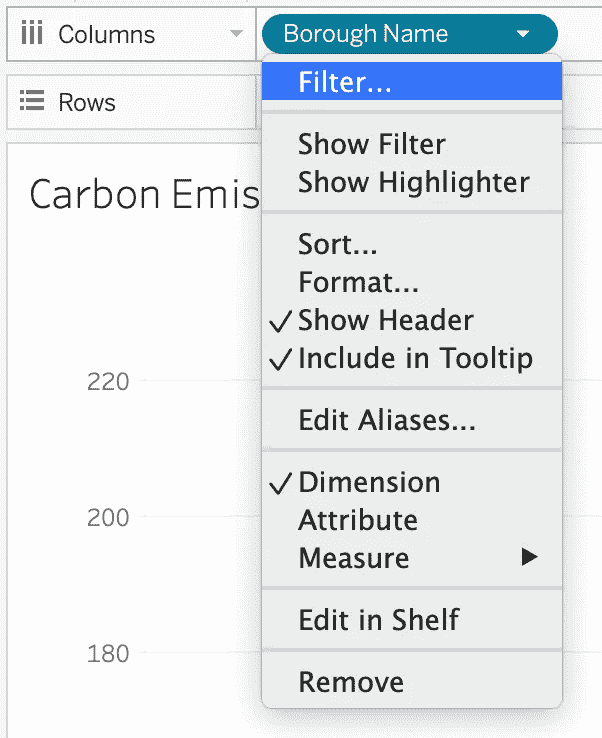 Columns
Borough Name
Filter...
Rows
Show Filter
Show Highlighter
Carbon Emis
Sort...
Format...
Show Header
Include in Tooltip
220
Edit Aliases...
Dimension
200
Attribute
Measure
Edit in Shelf
180
Remove